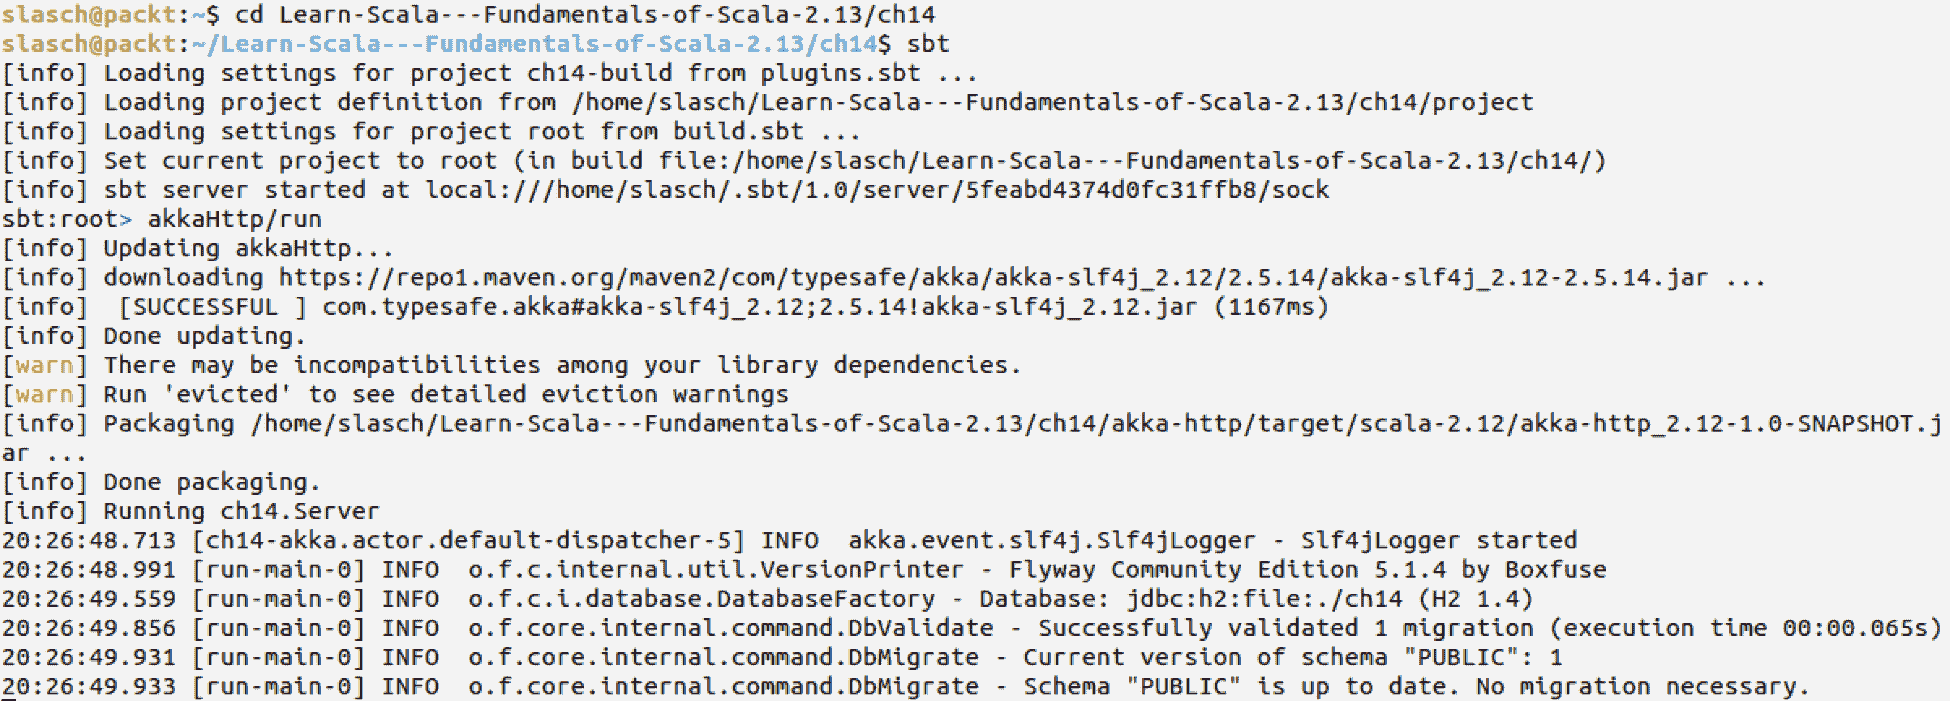 slasch@packt:~$ cd Learn-Scala---Fundamentals-of-Scala-2.13/ch14
slasch@packt:~/Learn-Scala---Fundamentals-of-Scala-2.13/ch14$ sbt
[info] Loading settings for project ch14-build from plugins.sbt ...
[info] Loading project definition from /home/slasch/Learn-Scala---Fundamentals-of-Scala-2.13/ch14/project
[info] Loading settings for project root from build.sbt ...
[info] Set current project to root (in build file:/home/slasch/Learn-Scala---Fundamentals-of-Scala-2.13/ch14/)
[info] sbt server started at local:///home/slasch/.sbt/1.0/server/5feabd4374d0fc31ffb8/sock
sbt:root> akkaHttp/run
[info] Updating akkaHttp...
[info] downloading https://repo1.maven.org/maven2/com/typesafe/akka/akka-slf4j_2.12/2.5.14/akka-slf4j_2.12-2.5.14.jar ...
[info]  [SUCCESSFUL ] com.typesafe.akka#akka-slf4j_2.12;2.5.14!akka-slf4j_2.12.jar (1167ms)
[info] Done updating.
[warn] There may be incompatibilities among your library dependencies.
[warn] Run 'evicted' to see detailed eviction warnings
[info] Packaging /home/slasch/Learn-Scala---Fundamentals-of-Scala-2.13/ch14/akka-http/target/scala-2.12/akka-http_2.12-1.0-SNAPSHOT.j
ar ...
[info] Done packaging.
[info] Running ch14.Server
20:26:48.713 [ch14-akka.actor.default-dispatcher-5] INFO  akka.event.slf4j.Slf4jLogger - Slf4jLogger started
20:26:48.991 [run-main-0] INFO  o.f.c.internal.util.VersionPrinter - Flyway Community Edition 5.1.4 by Boxfuse
20:26:49.559 [run-main-0] INFO  o.f.c.i.database.DatabaseFactory - Database: jdbc:h2:file:./ch14 (H2 1.4)
20:26:49.856 [run-main-0] INFO  o.f.core.internal.command.DbValidate - Successfully validated 1 migration (execution time 00:00.065s)
20:26:49.931 [run-main-0] INFO  o.f.core.internal.command.DbMigrate - Current version of schema "PUBLIC": 1
20:26:49.933 [run-main-0] INFO  o.f.core.internal.command.DbMigrate - Schema "PUBLIC" is up to date. No migration necessary.